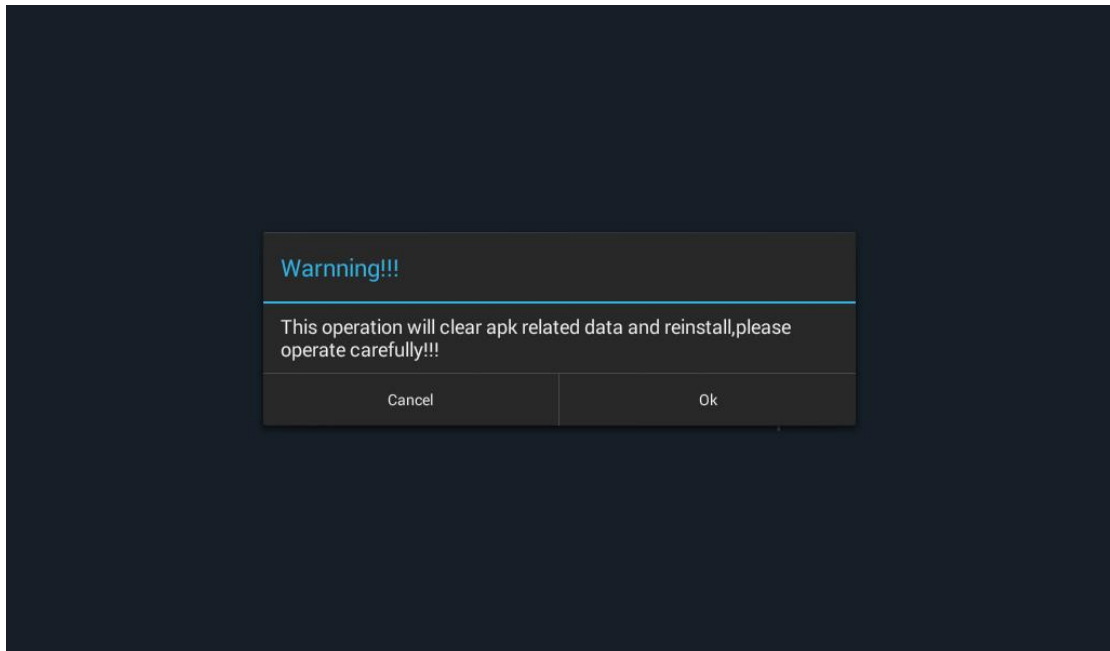 Warnning!!!
This operation will clear apk related data and reinstall,please
operate carefully!!!
Cancel
Ok